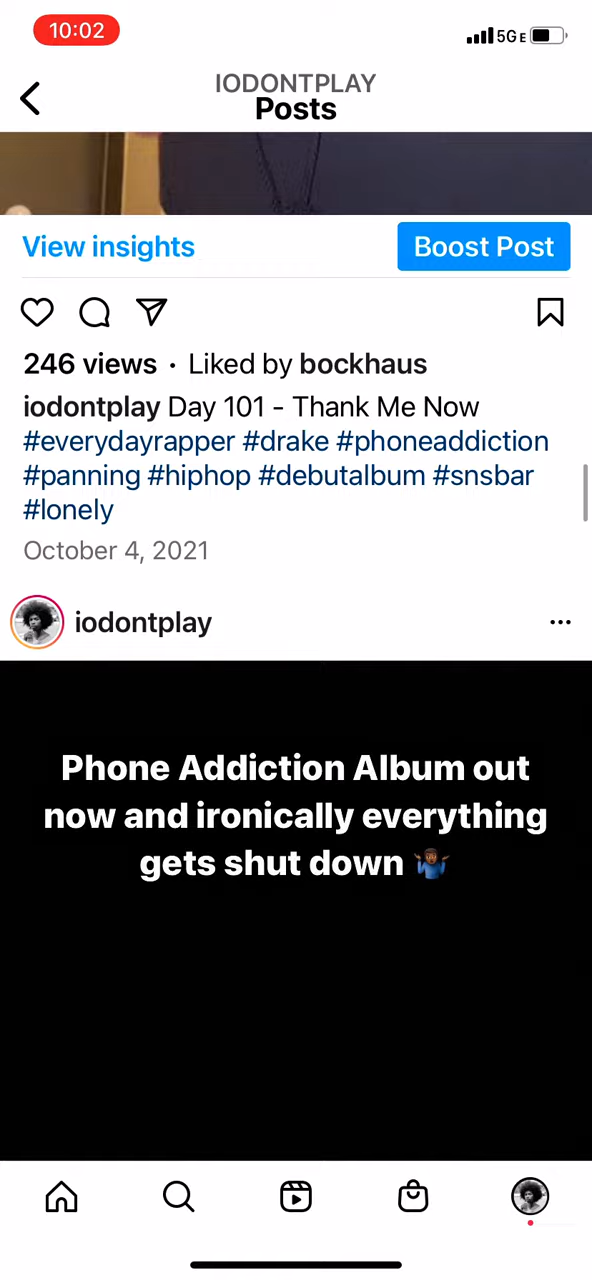 10:02
5G E
IODONTPLAY
Posts
View insights
Boost Post
246 views · Liked by bockhaus
iodontplay Day 101 - Thank Me Now
#everydayrapper #drake #phoneaddiction
#panning #hiphop #debutalbum #snsbar
#lonely
October 4, 2021
iodontplay
Phone Addiction Album out
now and ironically everything
gets shut down 🤷🏾‍♂️